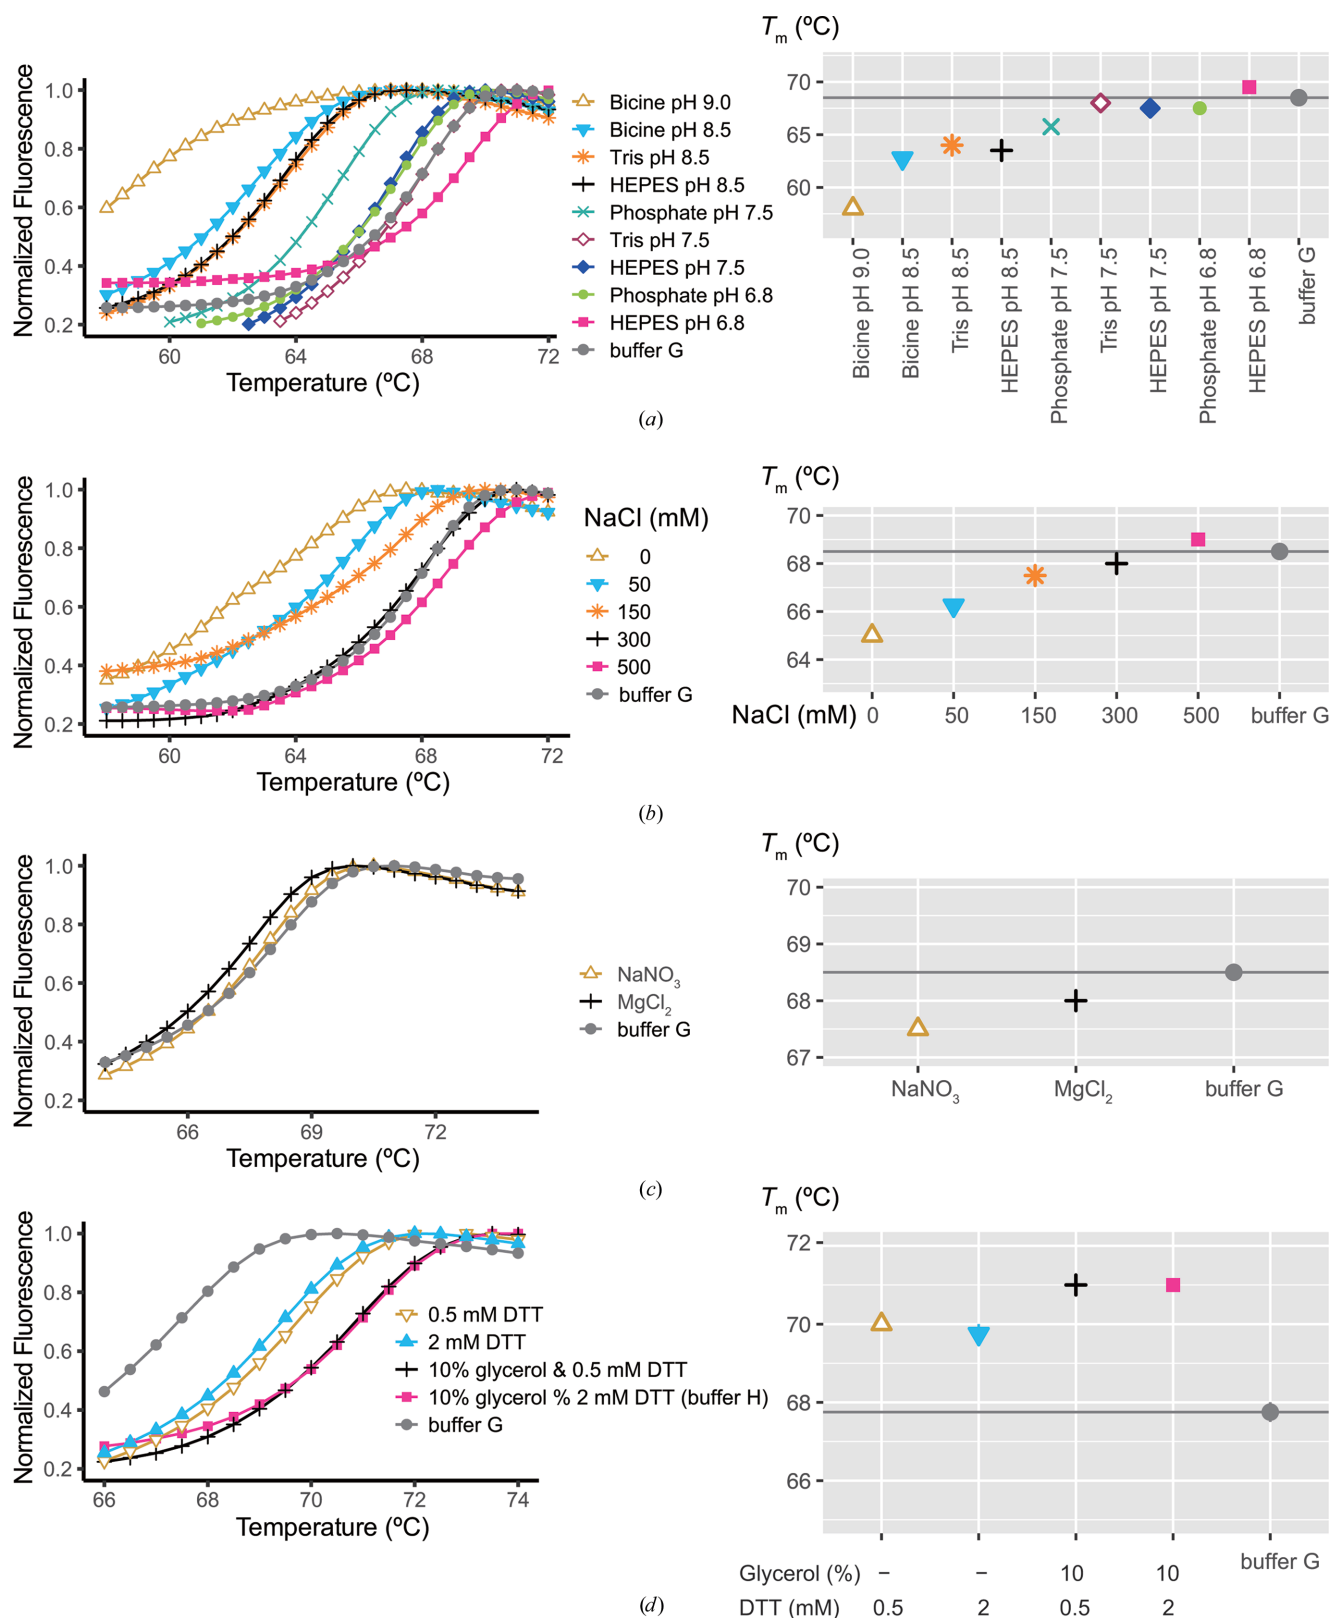 Tm (ºC)
Normalized Fluorescence
1.0
0.8
0.6
0.4
0.2
60
64
68
72
Temperature (ºC)
Bicine pH 9.0
Bicine pH 8.5
Tris pH 8.5
HEPES pH 8.5
Phosphate pH 7.5
Tris pH 7.5
HEPES pH 7.5
Phosphate pH 6.8
HEPES pH 6.8
buffer G
70
65
60
Bicine pH 9.0
Bicine pH 8.5
Tris pH 8.5
HEPES pH 8.5
Phosphate pH 7.5
Tris pH 7.5
HEPES pH 7.5
Phosphate pH 6.8
HEPES pH 6.8
buffer G
(a)
Tm (ºC)
Normalized Fluorescence
1.0
0.8
0.6
0.4
0.2
60
64
68
72
Temperature (ºC)
NaCl (mM)
0
50
150
300
500
buffer G
70
68
66
64
NaCl (mM) 0 50 150 300 500 buffer G
(b)
Tm (ºC)
Normalized Fluorescence
1.0
0.8
0.6
0.4
0.2
66
69
72
Temperature (ºC)
NaNO3
MgCl2
buffer G
70
69
68
67
NaNO3 MgCl2 buffer G
(c)
Tm (ºC)
Normalized Fluorescence
1.0
0.8
0.6
0.4
0.2
66
68
70
72
74
Temperature (ºC)
0.5 mM DTT
2 mM DTT
10% glycerol & 0.5 mM DTT
10% glycerol % 2 mM DTT (buffer H)
buffer G
72
70
68
66
buffer G
Glycerol (%) – – 10 10
DTT (mM) 0.5 2 0.5 2
(d)